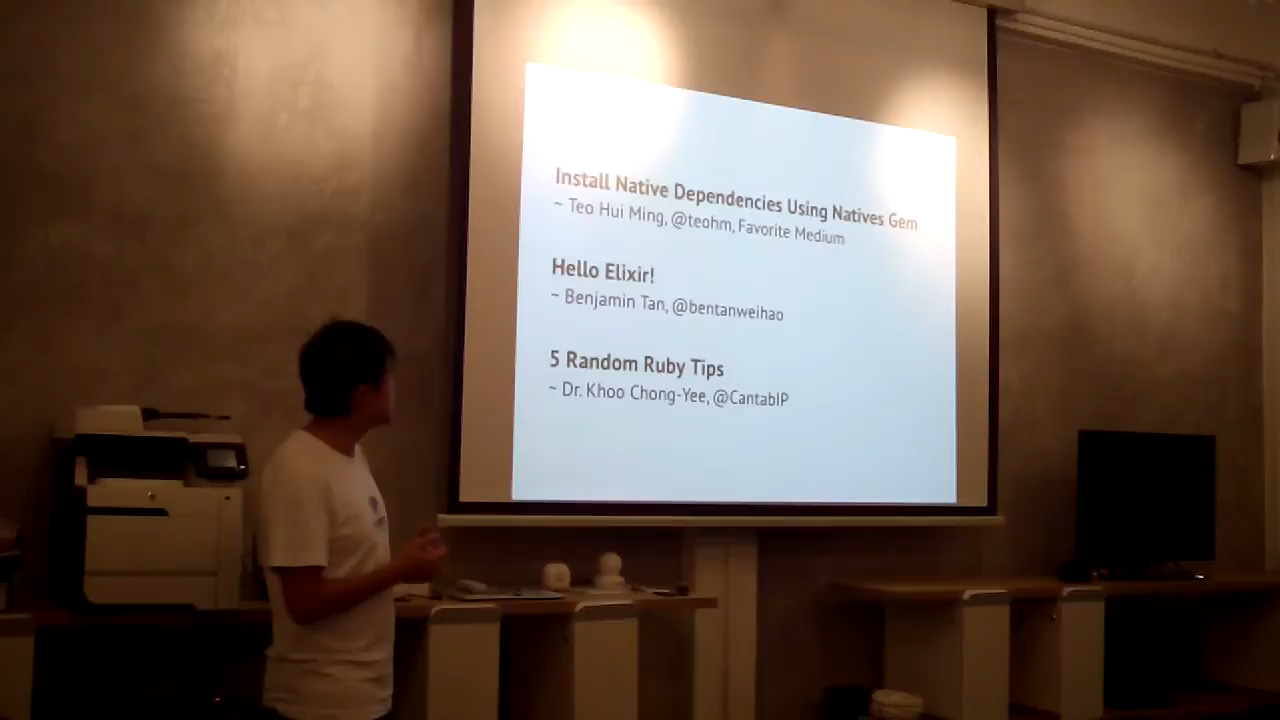 Install Native Dependencies Using Natives Gem
~ Teo Hui Ming, @teohm, Favorite Medium
Hello Elixir!
~ Benjamin Tan, @bentanweihao
5 Random Ruby Tips
~ Dr. Khoo Chong-Yee, @CantabIP